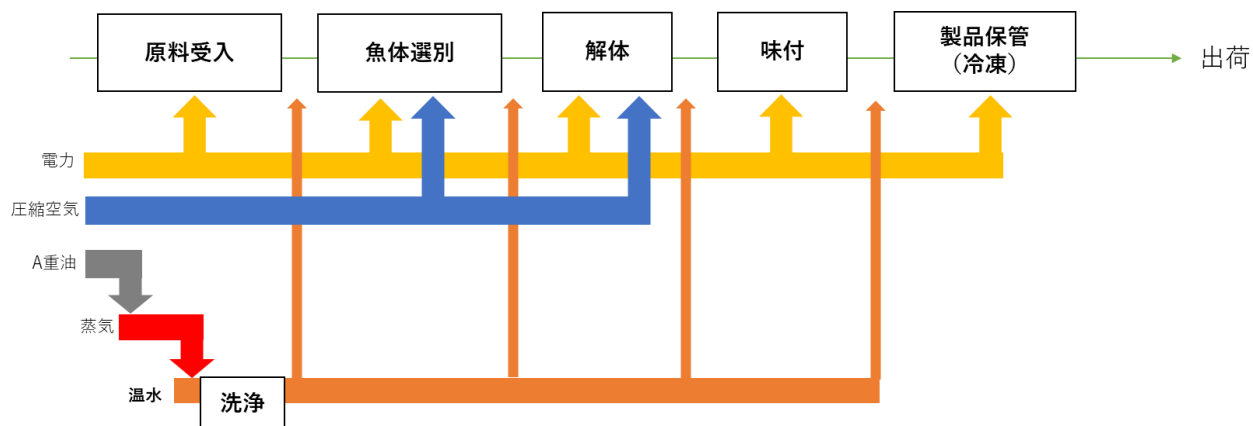 原料受入
魚体選別
解体
味付
製品保管
（冷凍）
出荷
電力
圧縮空気
A重油
蒸気
温水
洗浄